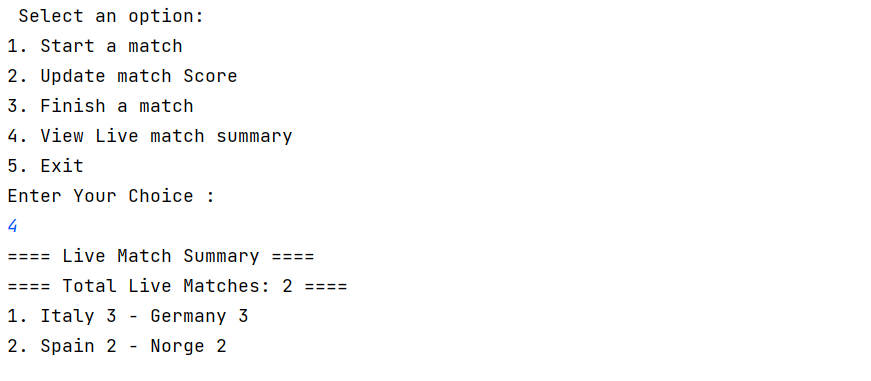 Select an option:
1. Start a match
2. Update match Score
3. Finish a match
4. View Live match summary
5. Exit
Enter Your Choice :
4
==== Live Match Summary ====
==== Total Live Matches: 2 ====
1. Italy 3 - Germany 3
2. Spain 2 - Norge 2